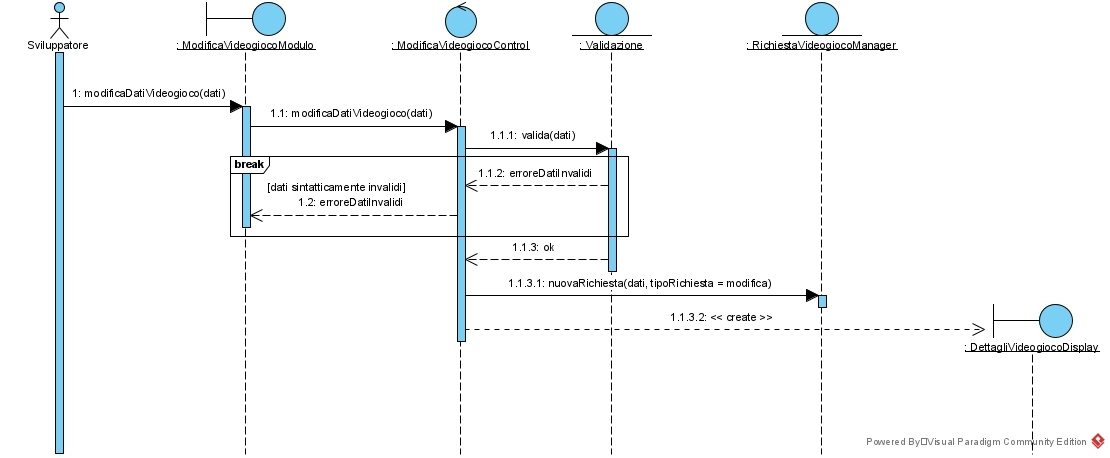 Sviluppatore
: ModificaVideogiocoModulo
: ModificaVideogiocoControl
: Validazione
: RichiestaVideogiocoManager
1: modificaDatiVideogioco(dati)
1.1: modificaDatiVideogioco(dati)
1.1.1: valida(dati)
break
1.1.2: erroreDatiInvalidi
[dati sintatticamente invalidi]
1.2: erroreDatiInvalidi
1.1.3: ok
1.1.3.1: nuovaRichiesta(dati, tipoRichiesta = modifica)
1.1.3.2: << create >>
: DettagliVideogiocoDisplay
Powered By Visual Paradigm Community Edition